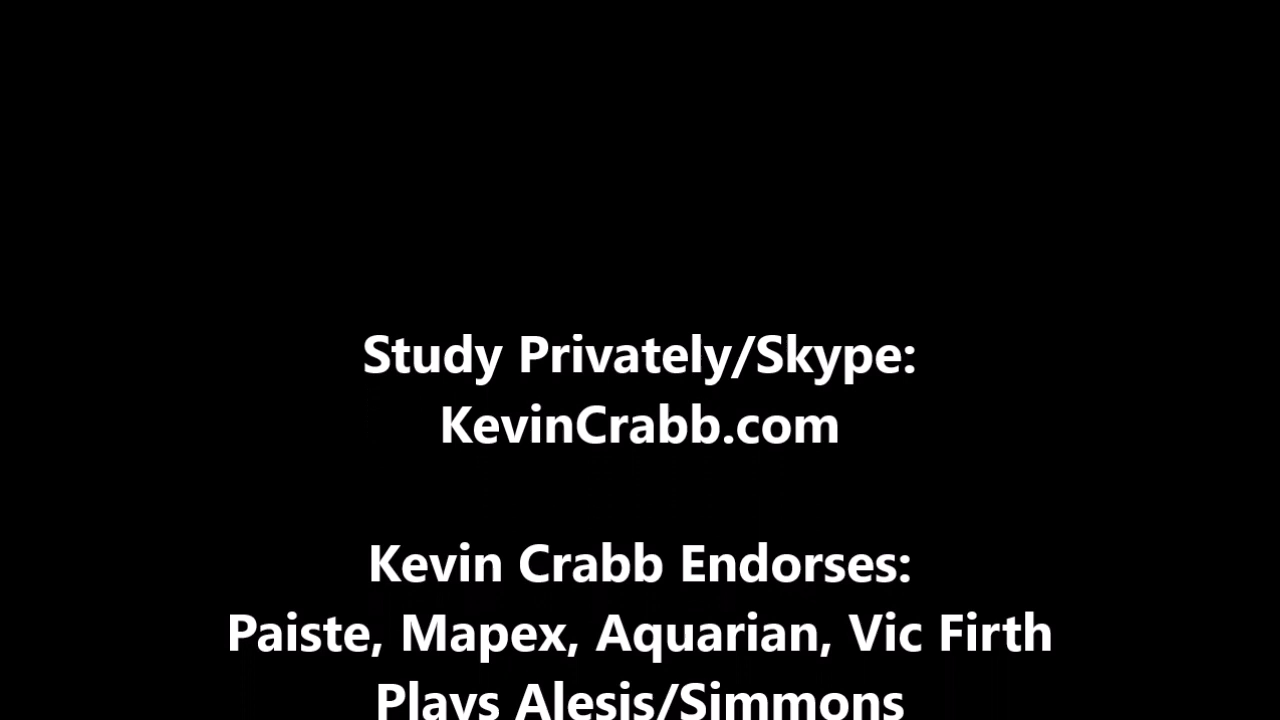 Study Privately/Skype:
KevinCrabb.com
Kevin Crabb Endorses:
Paiste, Mapex, Aquarian, Vic Firth
Plays Alesis/Simmons